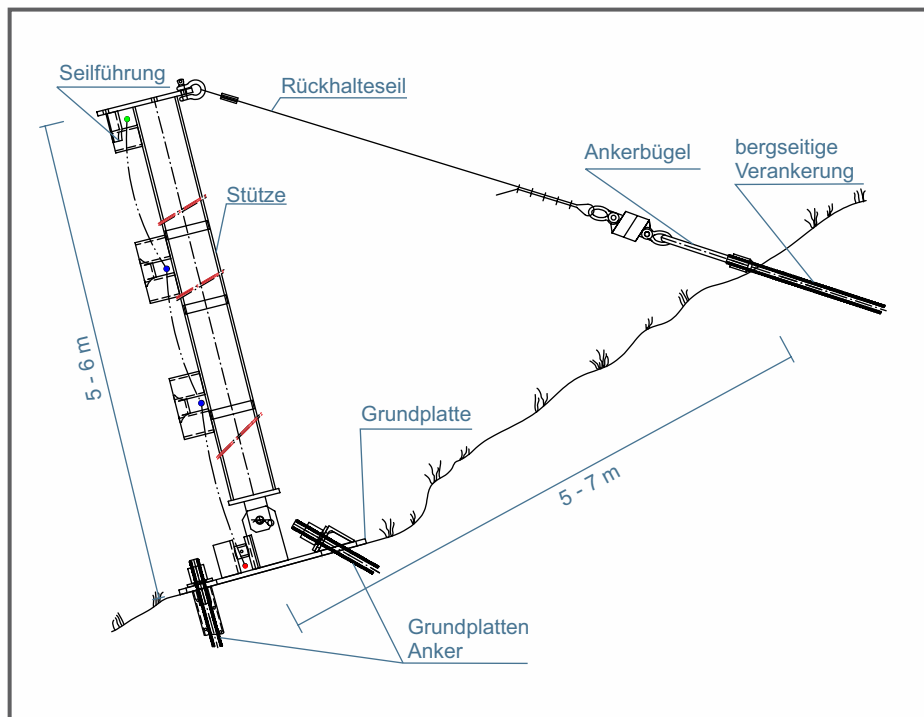 Seilführung
Rückhalteseil
Ankerbügel
bergseitige
Verankerung
Stütze
5 - 6 m
Grundplatte
5 - 7 m
Grundplatten
Anker